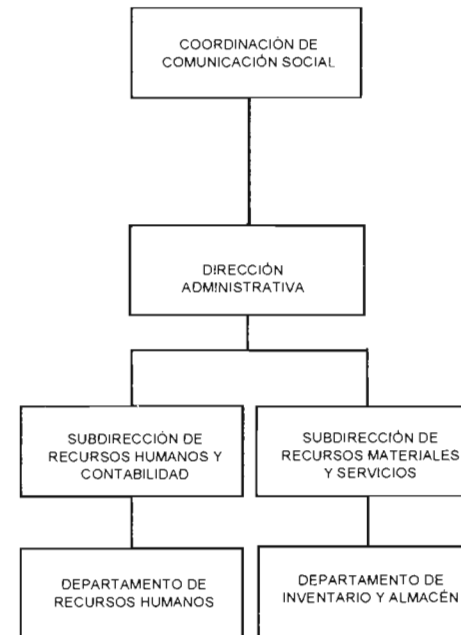 COORDINACIÓN DE
COMUNICACIÓN SOCIAL
DIRECCIÓN
ADMINISTRATIVA
SUBDIRECCIÓN DE
RECURSOS HUMANOS Y
CONTABILIDAD
SUBDIRECCIÓN DE
RECURSOS MATERIALES
Y SERVICIOS
DEPARTAMENTO DE
RECURSOS HUMANOS
DEPARTAMENTO DE
INVENTARIO Y ALMACÉN